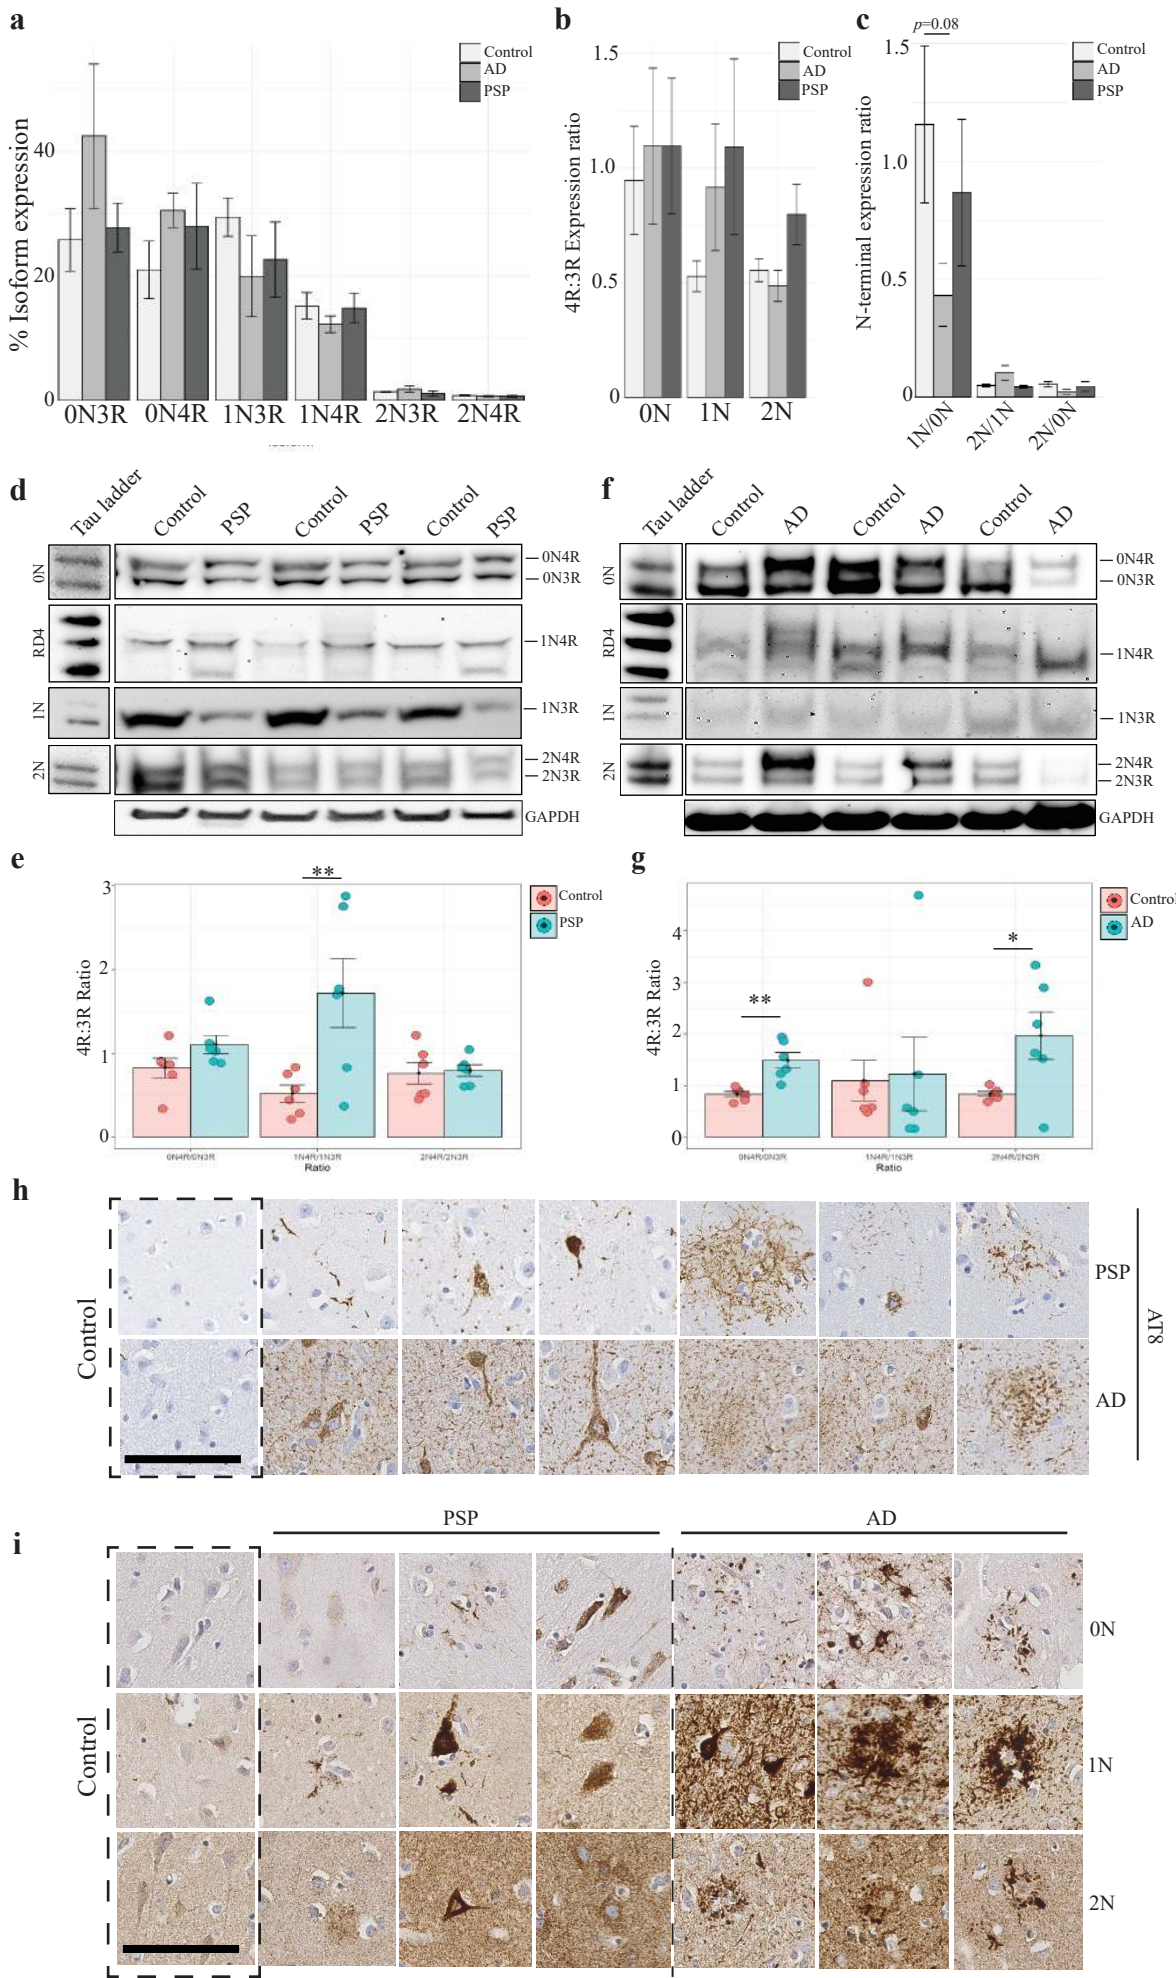 a
Control
AD
PSP
% Isoform expression
40
20
0
0N3R 0N4R 1N3R 1N4R 2N3R 2N4R
b
Control
AD
PSP
4R:3R Expression ratio
1.5
1.0
0.5
0
0N 1N 2N
c
p=0.08
Control
AD
PSP
N-terminal expression ratio
1.5
1.0
0.5
0
1N/0N 2N/1N 2N/0N
d
Tau ladder Control PSP Control PSP Control PSP
0N
0N4R
0N3R
RD4
1N4R
1N
1N3R
2N
2N4R
2N3R
GAPDH
f
Tau ladder Control AD Control AD Control AD
0N
0N4R
0N3R
RD4
1N4R
1N
1N3R
2N
2N4R
2N3R
GAPDH
e
**
Control
PSP
4R:3R Ratio
3
2
1
0
0N4R/0N3R 1N4R/1N3R 2N4R/2N3R
Ratio
g
**
*
Control
AD
4R:3R Ratio
4
3
2
1
0
0N4R/0N3R 1N4R/1N3R 2N4R/2N3R
Ratio
h
Control
PSP
AD
AT8
i
PSP AD
Control
0N
1N
2N